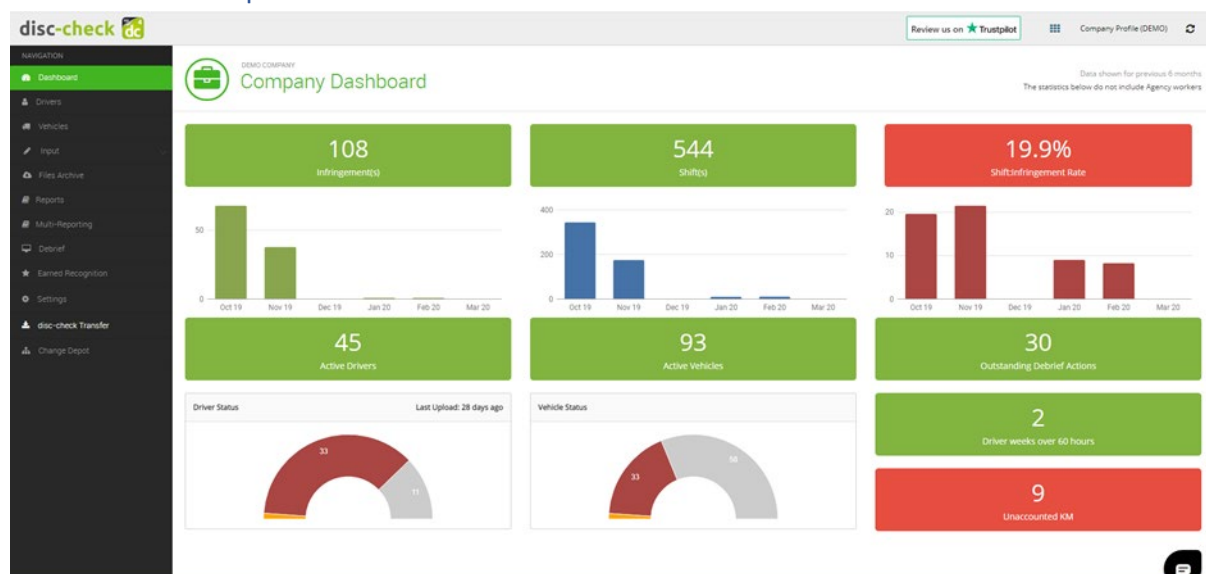 disc-check dc
Review us on ★ Trustpilot
Company Profile (DEMO)
NAVIGATION
Dashboard
Drivers
Vehicles
Input
Files Archive
Reports
Multi-Reporting
Debrief
Earned Recognition
Settings
disc-check Transfer
Change Depot
DEMO COMPANY
Company Dashboard
Data shown for previous 6 months
The statistics below do not include Agency workers
108
Infringement(s)
544
Shift(s)
19.9%
Shift:Infringement Rate
50
0
Oct 19 Nov 19 Dec 19 Jan 20 Feb 20 Mar 20
400
200
0
Oct 19 Nov 19 Dec 19 Jan 20 Feb 20 Mar 20
20
10
0
Oct 19 Nov 19 Dec 19 Jan 20 Feb 20 Mar 20
45
Active Drivers
93
Active Vehicles
30
Outstanding Debrief Actions
Driver Status Last Upload: 28 days ago
33
11
Vehicle Status
33
58
2
Driver weeks over 60 hours
9
Unaccounted KM